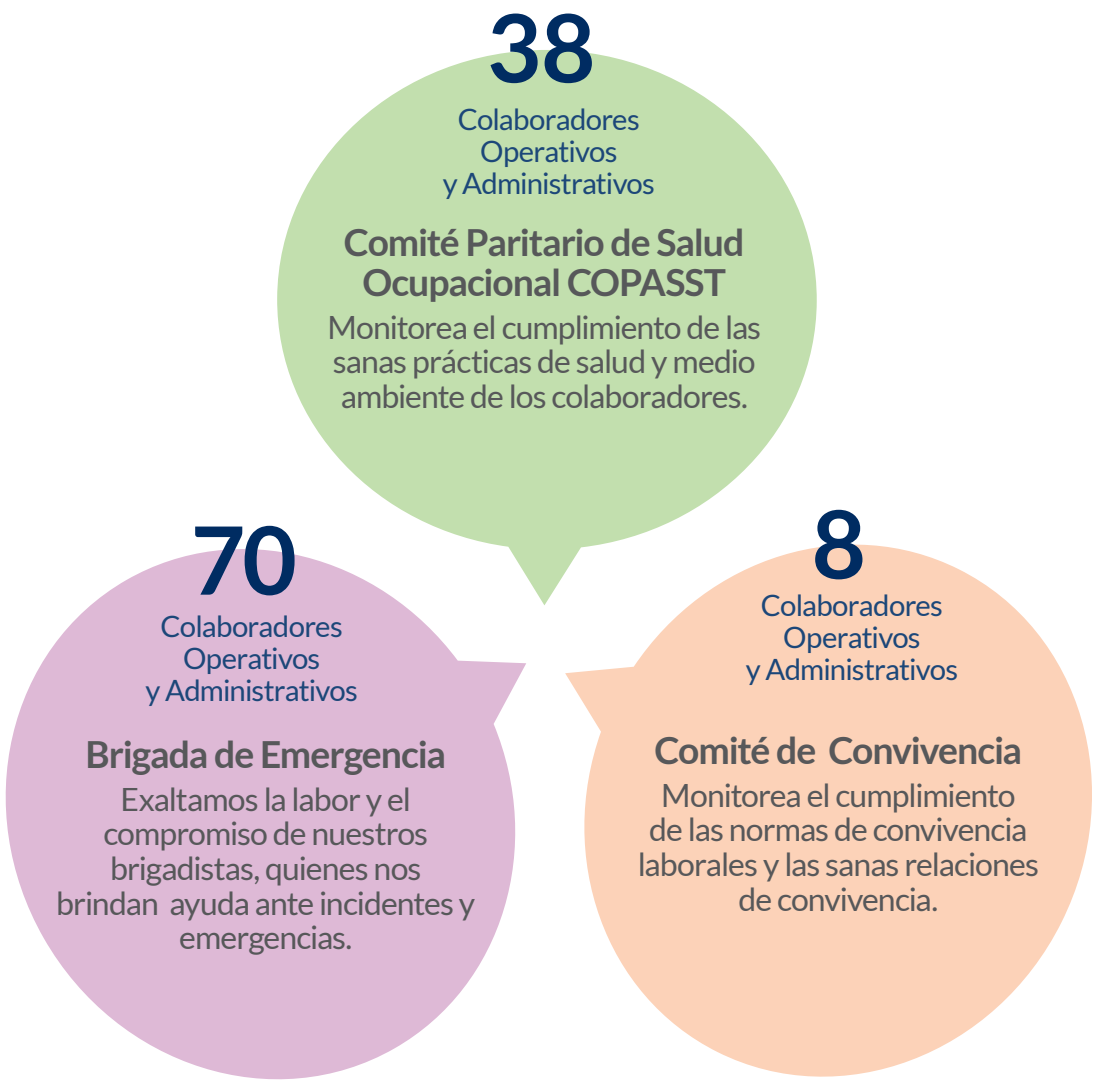 38
Colaboradores
Operativos
y Administrativos
Comité Paritario de Salud
Ocupacional COPASST
Monitorea el cumplimiento de las
sanas prácticas de salud y medio
ambiente de los colaboradores.
70
Colaboradores
Operativos
y Administrativos
Brigada de Emergencia
Exaltamos la labor y el
compromiso de nuestros
brigadistas, quienes nos
brindan ayuda ante incidentes y
emergencias.
8
Colaboradores
Operativos
y Administrativos
Comité de Convivencia
Monitorea el cumplimiento
de las normas de convivencia
laborales y las sanas relaciones
de convivencia.